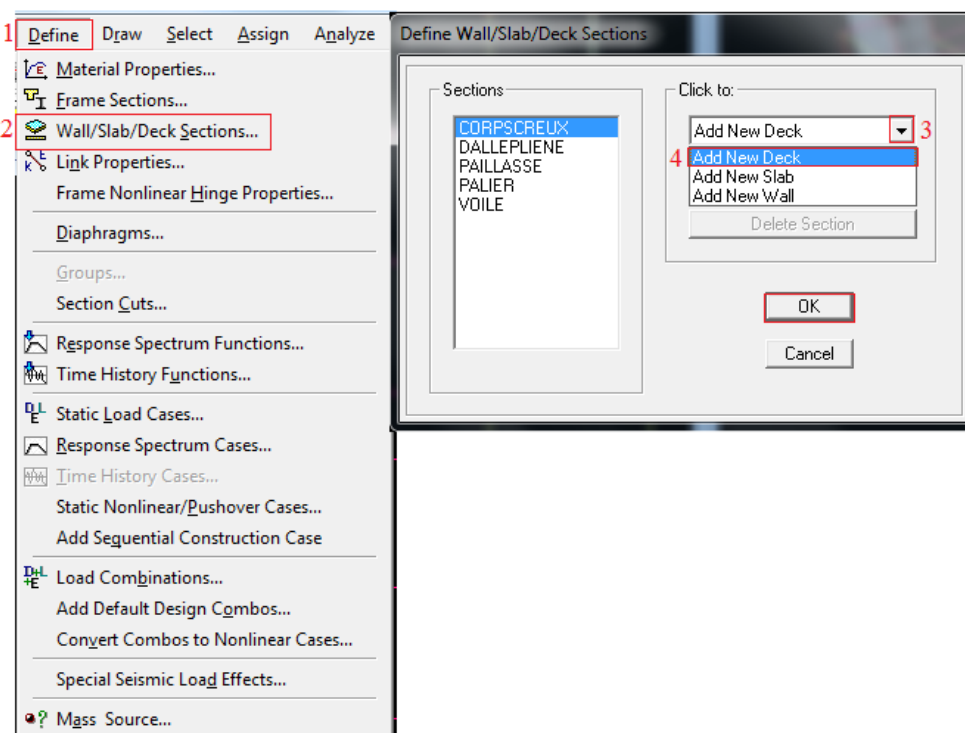 1 Define Draw Select Assign Analyze
Material Properties...
Frame Sections...
2 Wall/Slab/Deck Sections...
Link Properties...
Frame Nonlinear Hinge Properties...
Diaphragms...
Groups...
Section Cuts...
Response Spectrum Functions...
Time History Functions...
Static Load Cases...
Response Spectrum Cases...
Time History Cases...
Static Nonlinear/Pushover Cases...
Add Sequential Construction Case
Load Combinations...
Add Default Design Combos...
Convert Combos to Nonlinear Cases...
Special Seismic Load Effects...
Mass Source...
Define Wall/Slab/Deck Sections
Sections
CORPSCREUX
DALLEPLIENE
PAILLASSE
PALIER
VOILE
Click to:
Add New Deck 3
4 Add New Deck
Add New Slab
Add New Wall
Delete Section
OK
Cancel